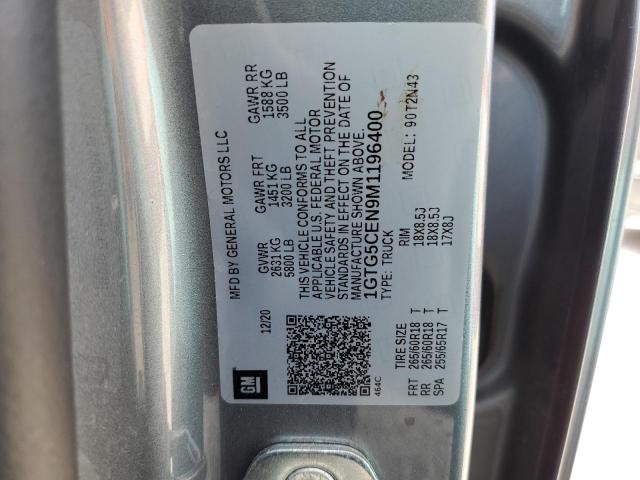 MFD BY GENERAL MOTORS LLC
12/20 GVWR GAWR FRT GAWR RR
2631 KG 1451 KG 1588 KG
5800 LB 3200 LB 3500 LB
THIS VEHICLE CONFORMS TO ALL
APPLICABLE U.S. FEDERAL MOTOR
VEHICLE SAFETY AND THEFT PREVENTION
STANDARDS IN EFFECT ON THE DATE OF
MANUFACTURE SHOWN ABOVE.
1GTG5CEN9M1196400
TYPE: TRUCK MODEL: 90T2N43
GM
464C
TIRE SIZE RIM
FRT 265/60R18 T 18X8.5J
RR 265/60R18 T 18X8.5J
SPA 255/65R17 T 17X8J